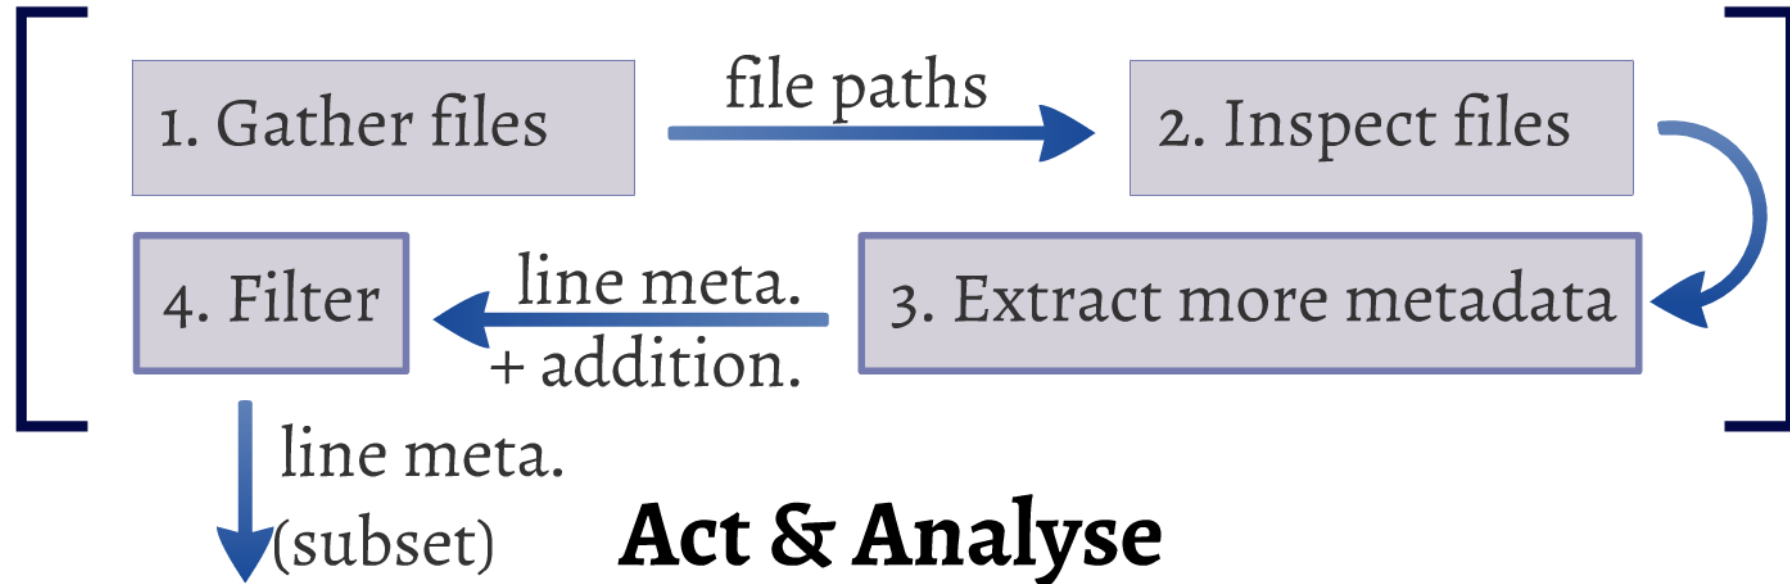 1. Gather files
file paths
2. Inspect files
3. Extract more metadata
line meta.
+ addition.
4. Filter
line meta.
(subset)
Act & Analyse